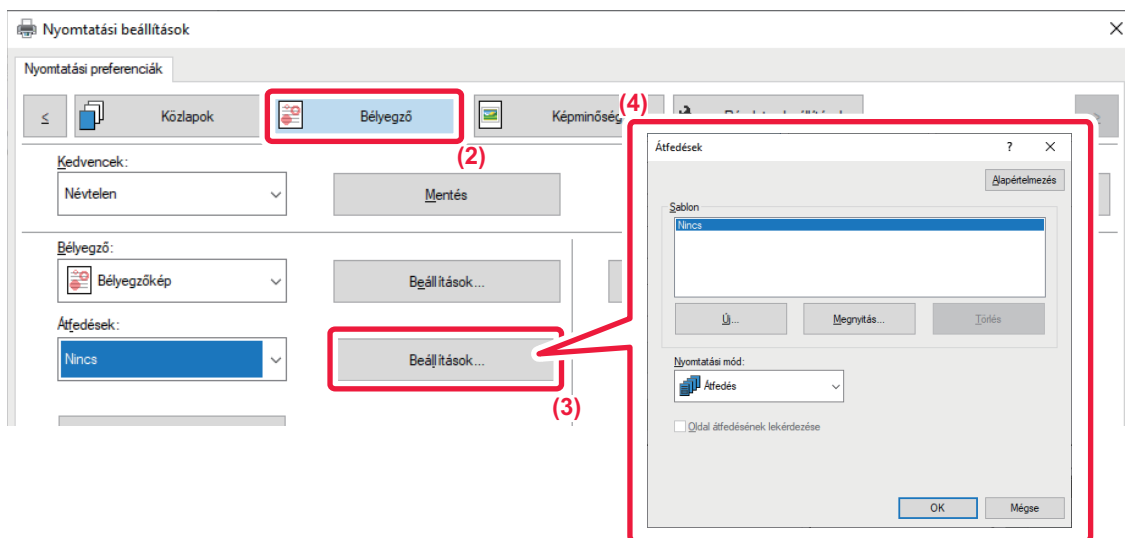 Nyomtatási beállítások
Nyomtatási preferenciák
<
Közlapok
Bélyegző
Képminőség
(4)
(2)
Kedvencek:
Névtelen
Mentés
Bélyegző:
Bélyegzőkép
Beállítások...
Átfedések:
Nincs
Beállítások...
(3)
Átfedések
?
Alapértelmezés
Sablon
Nincs
Új...
Megnyitás...
Törlés
Nyomtatási mód:
Átfedés
Oldal átfedésének lekérdezése
OK
Mégse